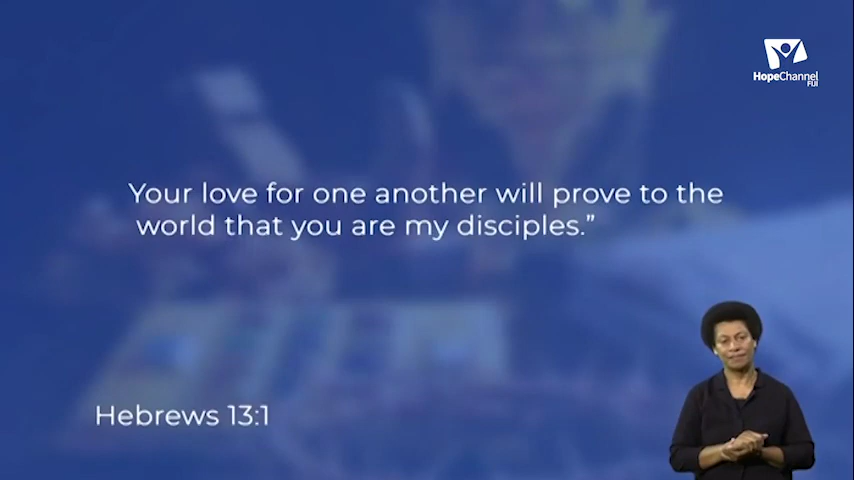 HopeChannel
FIJI
Your love for one another will prove to the
world that you are my disciples.”
Hebrews 13:1